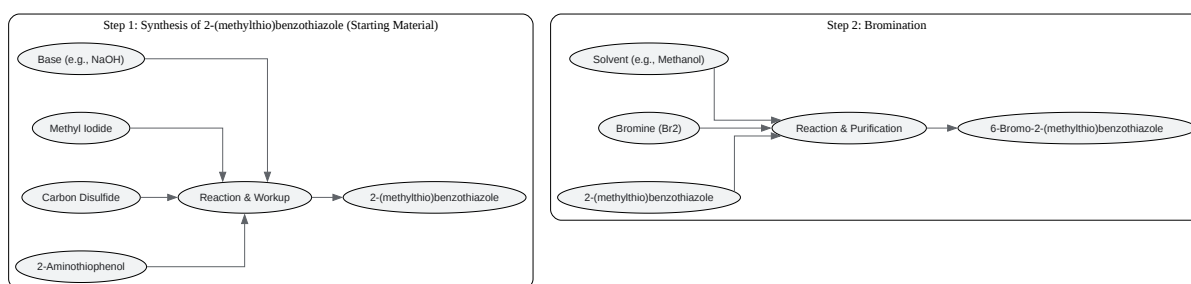 Step 1: Synthesis of 2-(methylthio)benzothiazole (Starting Material)
Base (e.g., NaOH)
Methyl Iodide
Carbon Disulfide
Reaction & Workup
2-(methylthio)benzothiazole
2-Aminothiophenol
Step 2: Bromination
Solvent (e.g., Methanol)
Bromine (Br2)
Reaction & Purification
6-Bromo-2-(methylthio)benzothiazole
2-(methylthio)benzothiazole